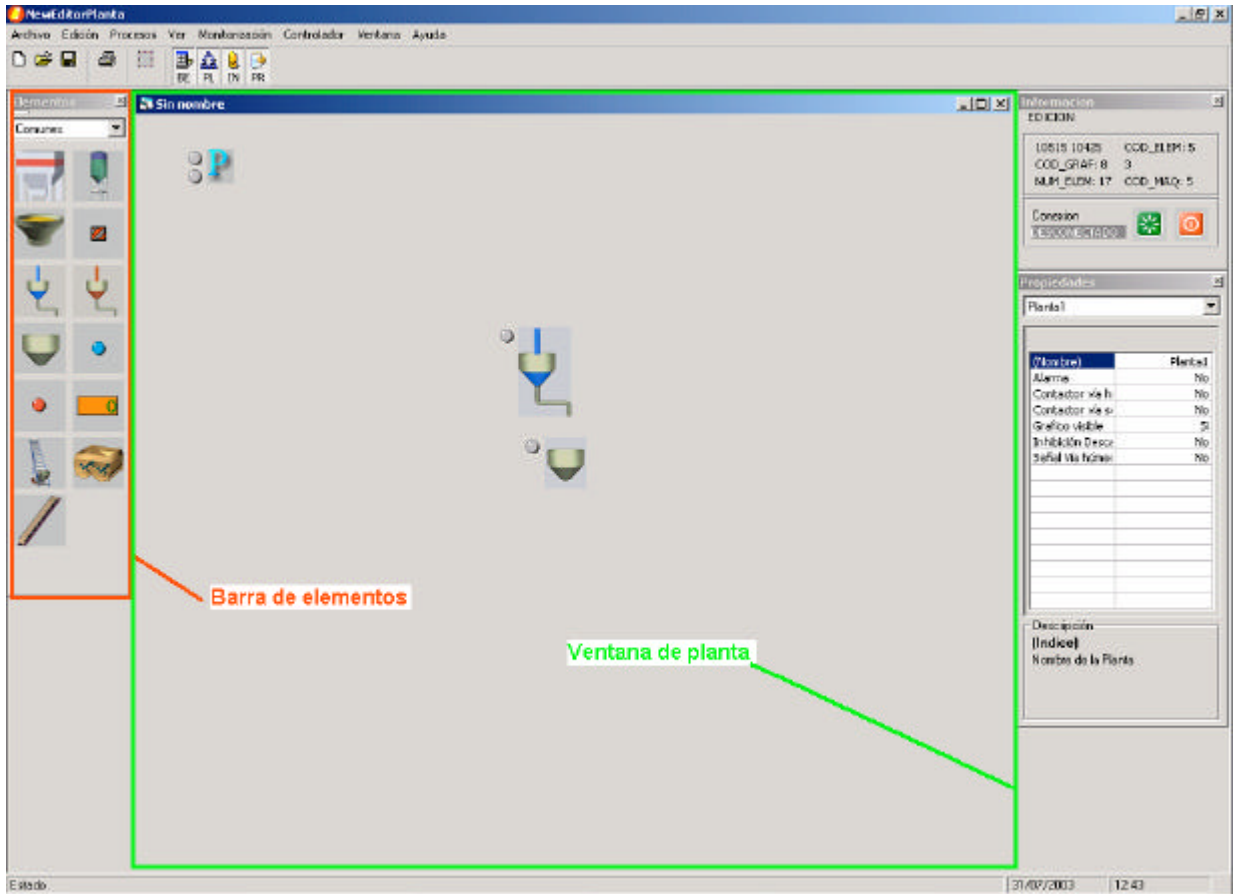 NewEditorPlanta
Archivo Edición Procesos Ver Monitorización Controlador Ventana Ayuda
BE PL IN PR
Elementos
Comunes
Sin nombre
P
0
Barra de elementos
Ventana de planta
Informacion
EDICION
10515 10425 COD_ELEM: 5
COD_GRAF: 8 3
NUM_ELEM: 17 COD_MAQ: 5
Conexion
DESCONECTADO
Propiedades
Planta1
(Nombre) Planta1
Alarma No
Contactor vía h No
Contactor vía s No
Grafico visible Si
Inhibición Desca No
Señal Vía húmed No
Descripción
(Indice)
Nombre de la Planta
Estado
31/07/2003 12:43